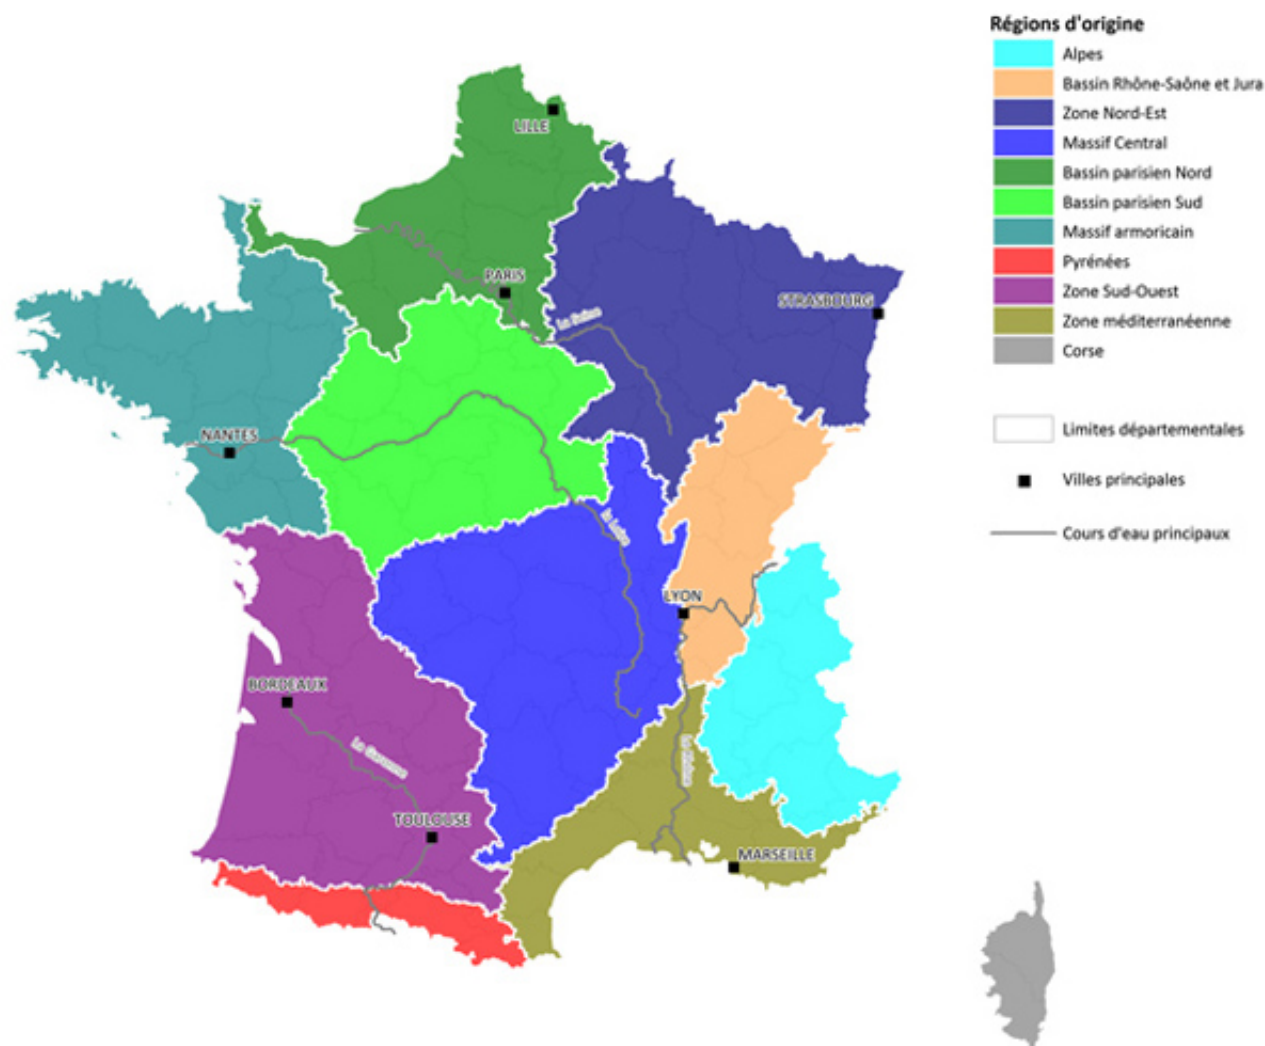 Régions d'origine
Alpes
Bassin Rhône-Saône et Jura
Zone Nord-Est
Massif Central
Bassin parisien Nord
Bassin parisien Sud
Massif armoricain
Pyrénées
Zone Sud-Ouest
Zone méditerranéenne
Corse
Limites départementales
Villes principales
Cours d'eau principaux
LILLE
PARIS
STRASBOURG
La Seine
NANTES
la Loire
LYON
BORDEAUX
La Garonne
Le Rhône
TOULOUSE
MARSEILLE